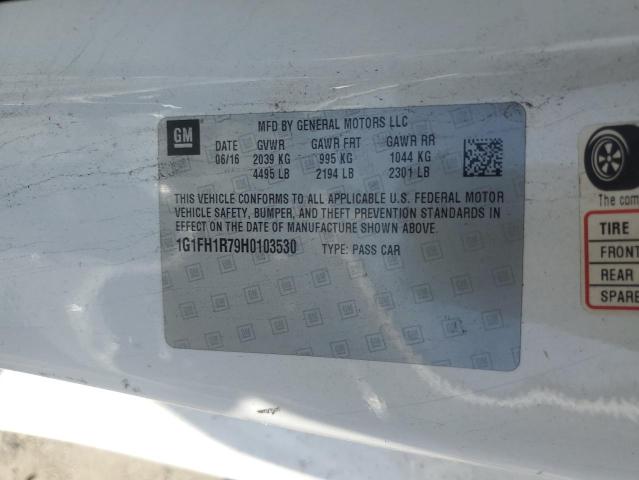 GM
MFD BY GENERAL MOTORS LLC
DATE GVWR GAWR FRT GAWR RR
06/16 2039 KG 995 KG 1044 KG
4495 LB 2194 LB 2301 LB
THIS VEHICLE CONFORMS TO ALL APPLICABLE U.S. FEDERAL MOTOR
VEHICLE SAFETY, BUMPER, AND THEFT PREVENTION STANDARDS IN
EFFECT ON THE DATE OF MANUFACTURE SHOWN ABOVE.
1G1FH1R79H0103530 TYPE: PASS CAR
The com
TIRE
FRONT
REAR
SPARE